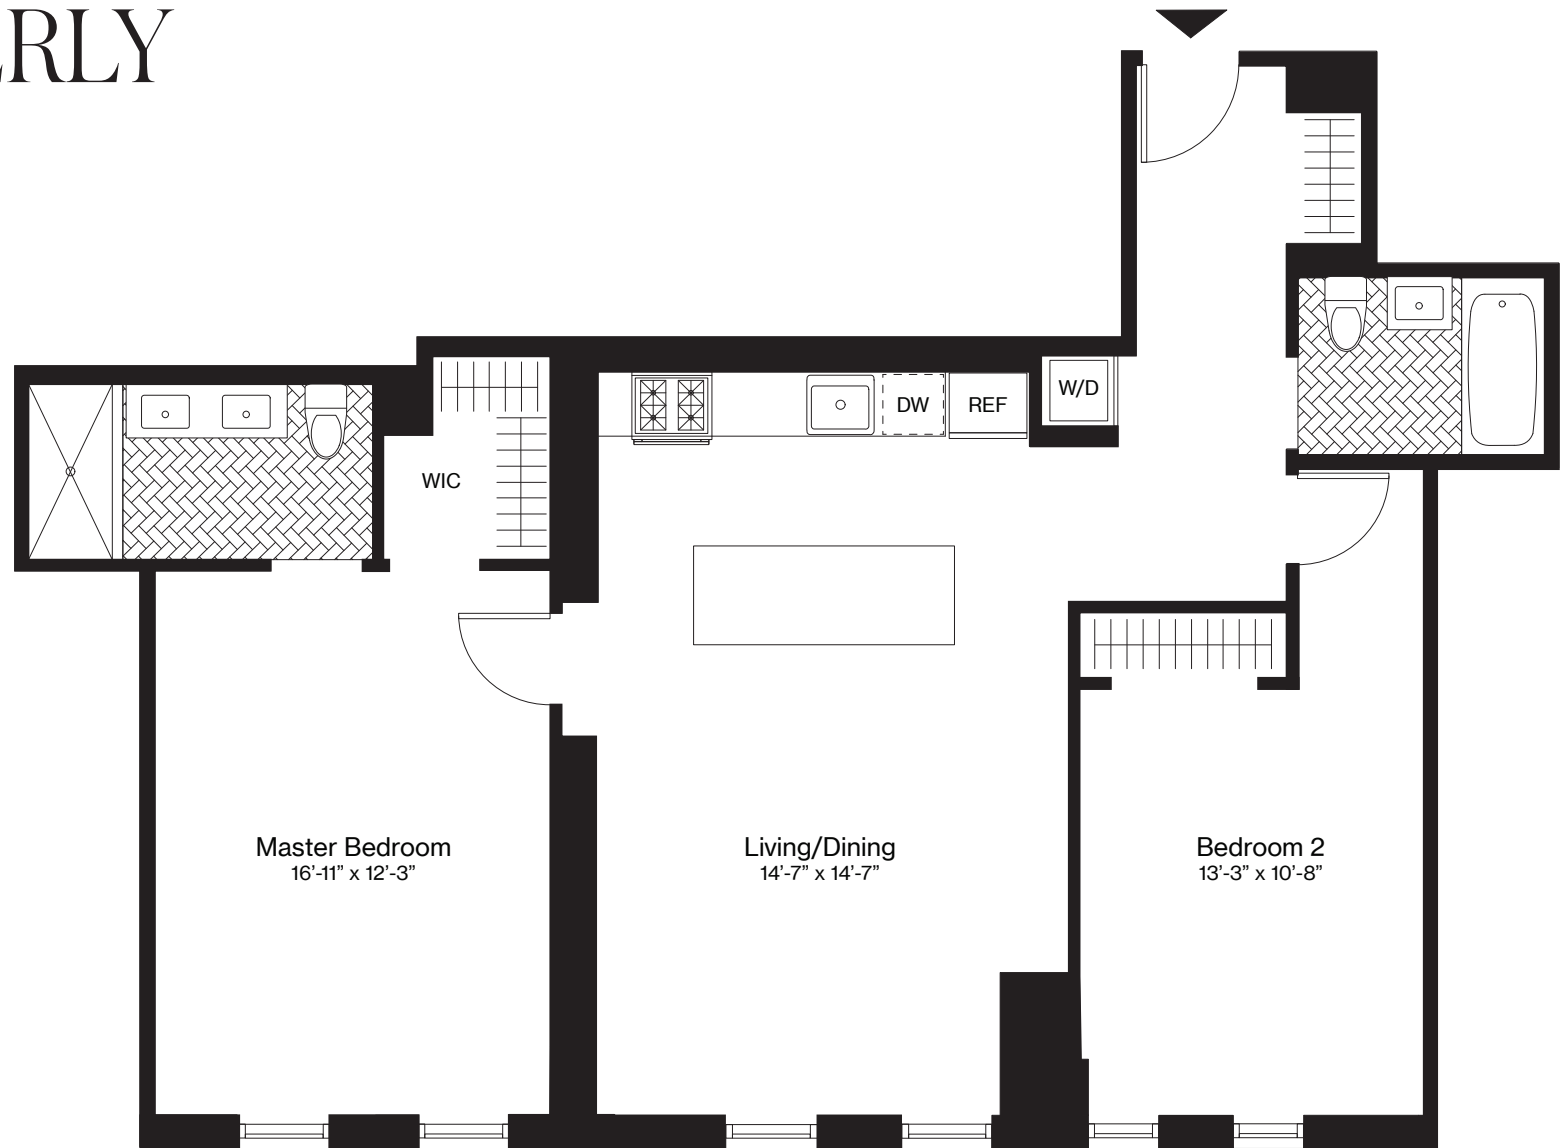 ERLY
W/D
DW
REF
WIC
Master Bedroom
16’-11” x 12’-3”
Living/Dining
14’-7” x 14’-7”
Bedroom 2
13’-3” x 10’-8”